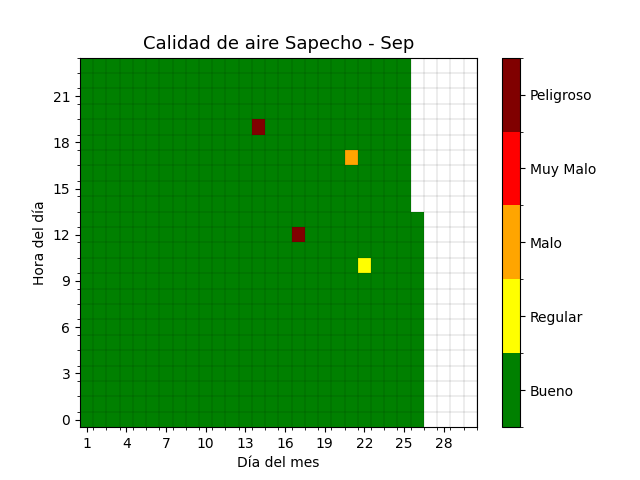 Calidad de aire Sapecho - Sep
21
18
15
12
9
6
3
0
Hora del día
1 4 7 10 13 16 19 22 25 28
Día del mes
Peligroso
Muy Malo
Malo
Regular
Bueno